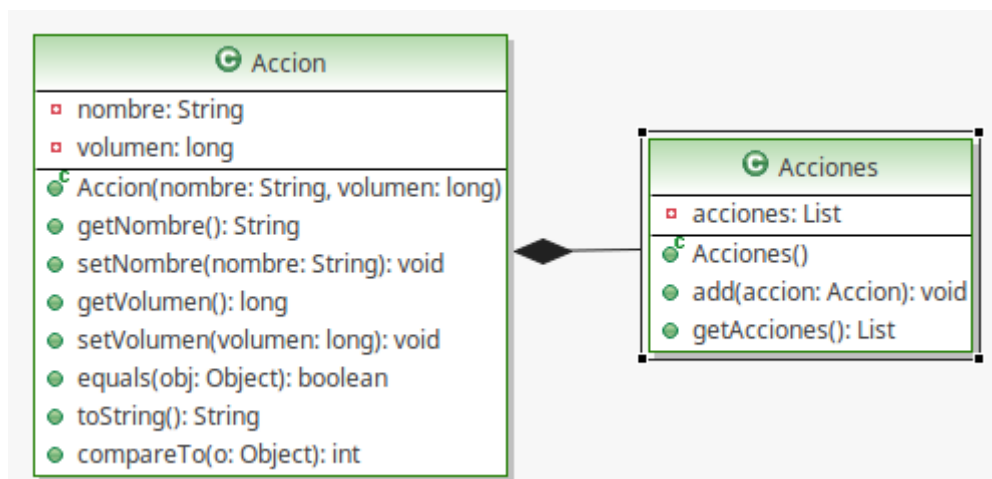 Accion
nombre: String
volumen: long
Accion(nombre: String, volumen: long)
getNombre(): String
setNombre(nombre: String): void
getVolumen(): long
setVolumen(volumen: long): void
equals(obj: Object): boolean
toString(): String
compareTo(o: Object): int
Acciones
acciones: List
Acciones()
add(accion: Accion): void
getAcciones(): List